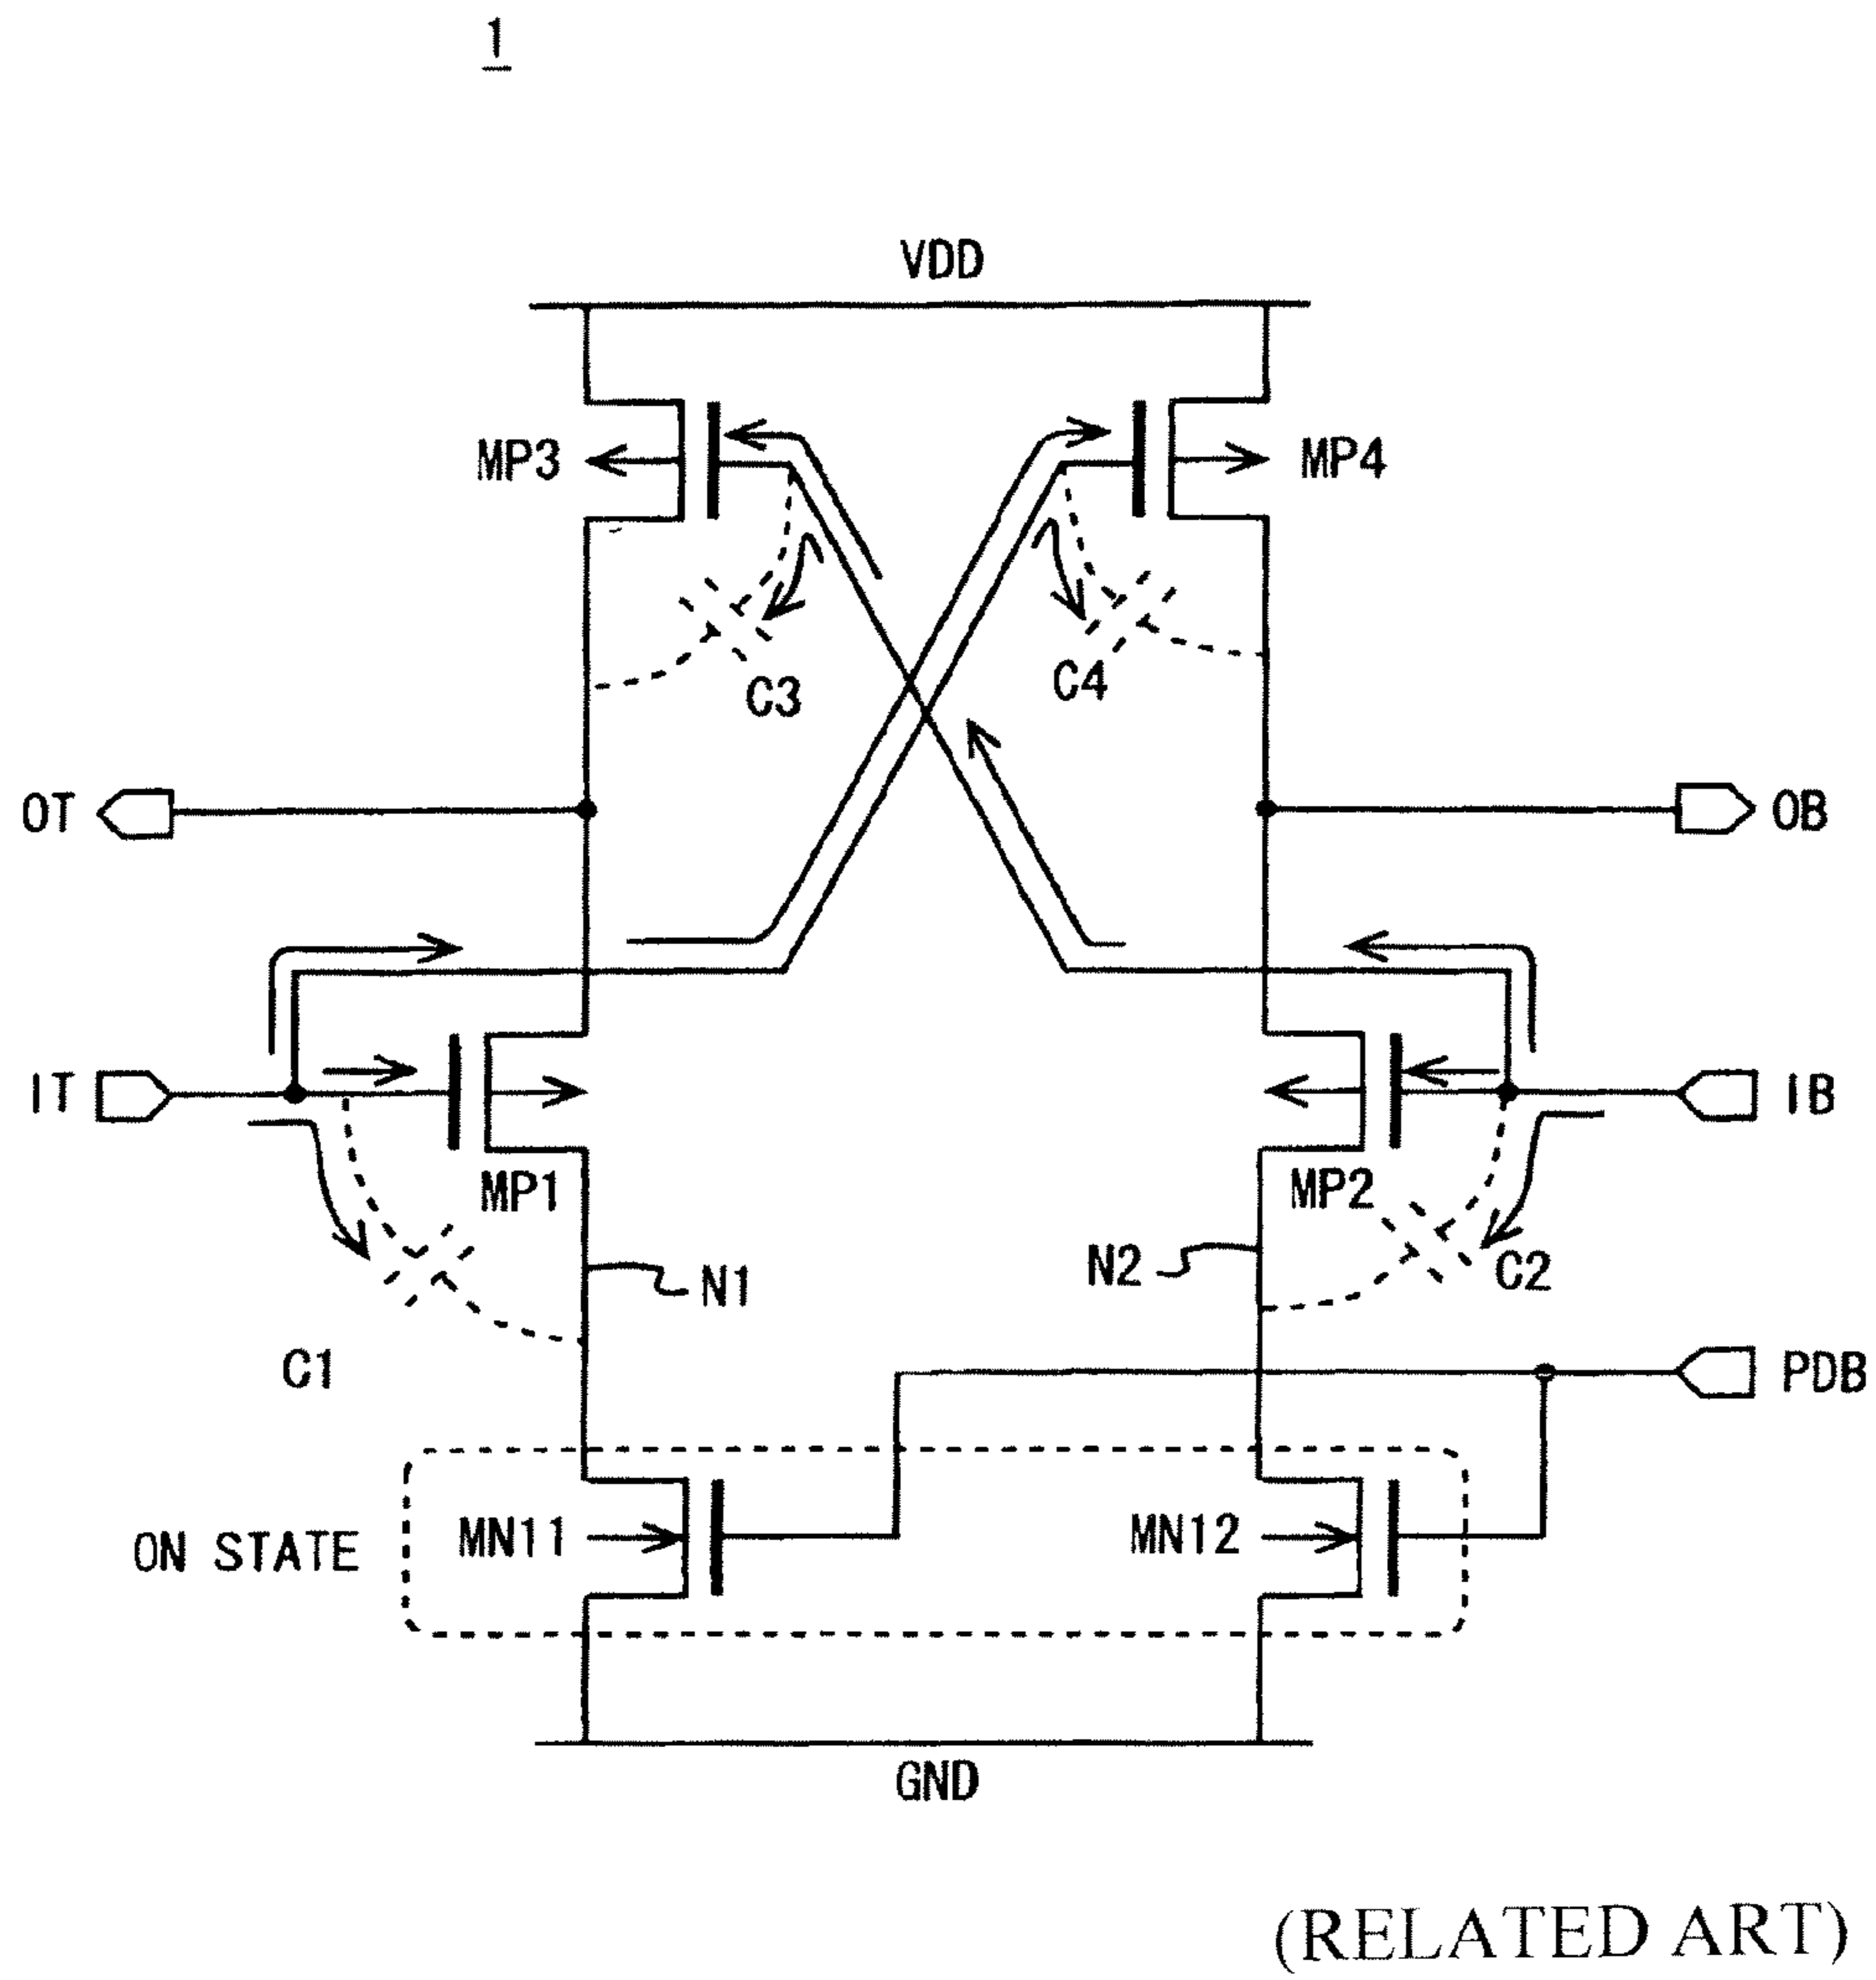 1
VDD
MP3
MP4
C3
C4
OT
OB
IT
IB
MP1
MP2
N1
N2
C2
C1
PDB
ON STATE
MN11
MN12
GND
(RELATED ART)